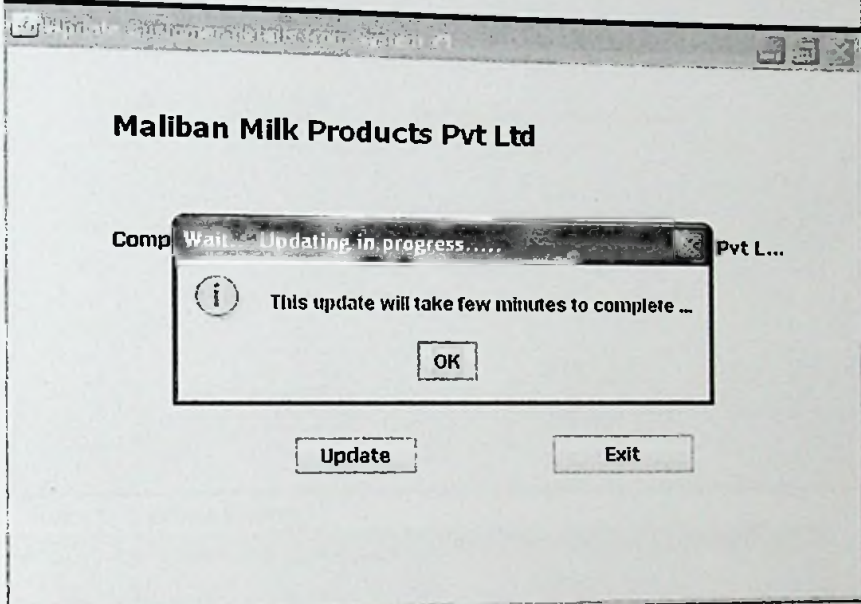 Maliban Milk Products Pvt Ltd
Comp
Pvt L...
Wait... Updating in progress.....
This update will take few minutes to complete ...
OK
Update
Exit